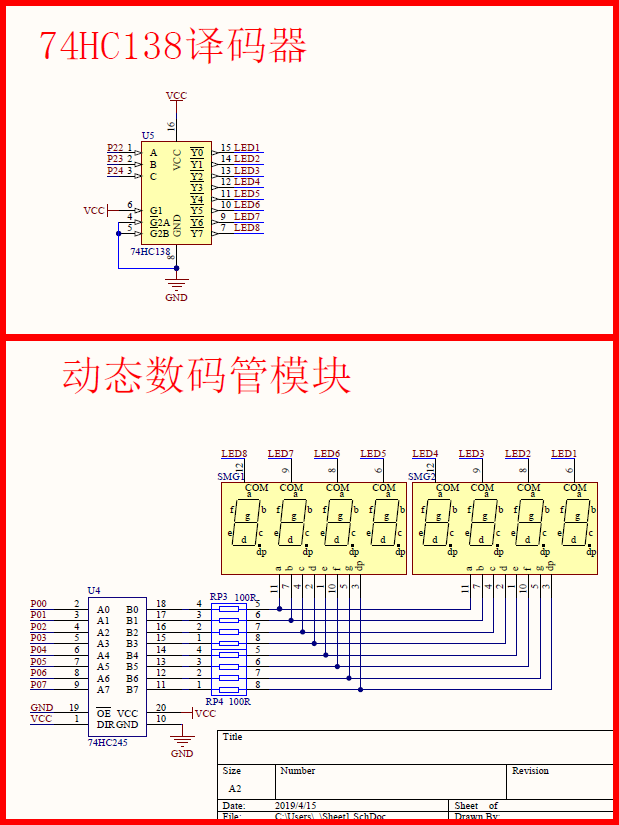 74HC138译码器
VCC
16
U5
P22 1 A VCC Y0 15 LED1
P23 2 B Y1 14 LED2
P24 3 C Y2 13 LED3
Y3 12 LED4
Y4 11 LED5
VCC 6 G1 Y5 10 LED6
4 G2A GND Y6 9 LED7
5 G2B Y7 7 LED8
74HC138 8
GND
动态数码管模块
LED8 LED7 LED6 LED5 LED4 LED3 LED2 LED1
12 9 8 6 12 9 8 6
SMG1 SMG2
COM COM COM COM COM COM COM COM
a a a a a a a a
f b f b f b f b f b f b f b f b
g g g g g g g g
e c e c e c e c e c e c e c e c
d d d d d d d d
dp dp dp dp dp dp dp dp
a b c d e f g dp a b c d e f g dp
11 7 4 2 1 10 5 3 11 7 4 2 1 10 5 3
U4 RP3 100R
P00 2 A0 B0 18 4 5
P01 3 A1 B1 17 3 6
P02 4 A2 B2 16 2 7
P03 5 A3 B3 15 1 8
P04 6 A4 B4 14 4 5
P05 7 A5 B5 13 3 6
P06 8 A6 B6 12 2 7
P07 9 A7 B7 11 1 8
RP4 100R
GND 19 OE VCC 20 VCC
VCC 1 DIR GND 10
74HC245
GND
Title
Size Number Revision
A2
Date: 2019/4/15 Sheet of
File: C:\Users\..\Sheet1.SchDoc Drawn By: